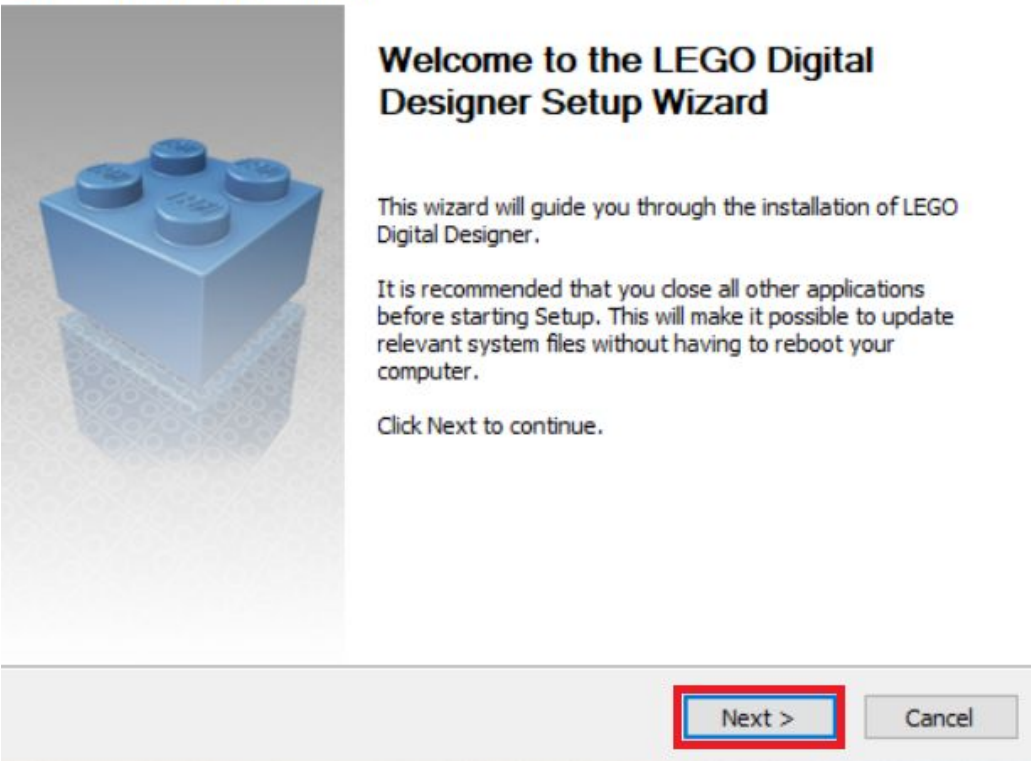 Welcome to the LEGO Digital
Designer Setup Wizard
This wizard will guide you through the installation of LEGO
Digital Designer.
It is recommended that you close all other applications
before starting Setup. This will make it possible to update
relevant system files without having to reboot your
computer.
Click Next to continue.
Next >
Cancel